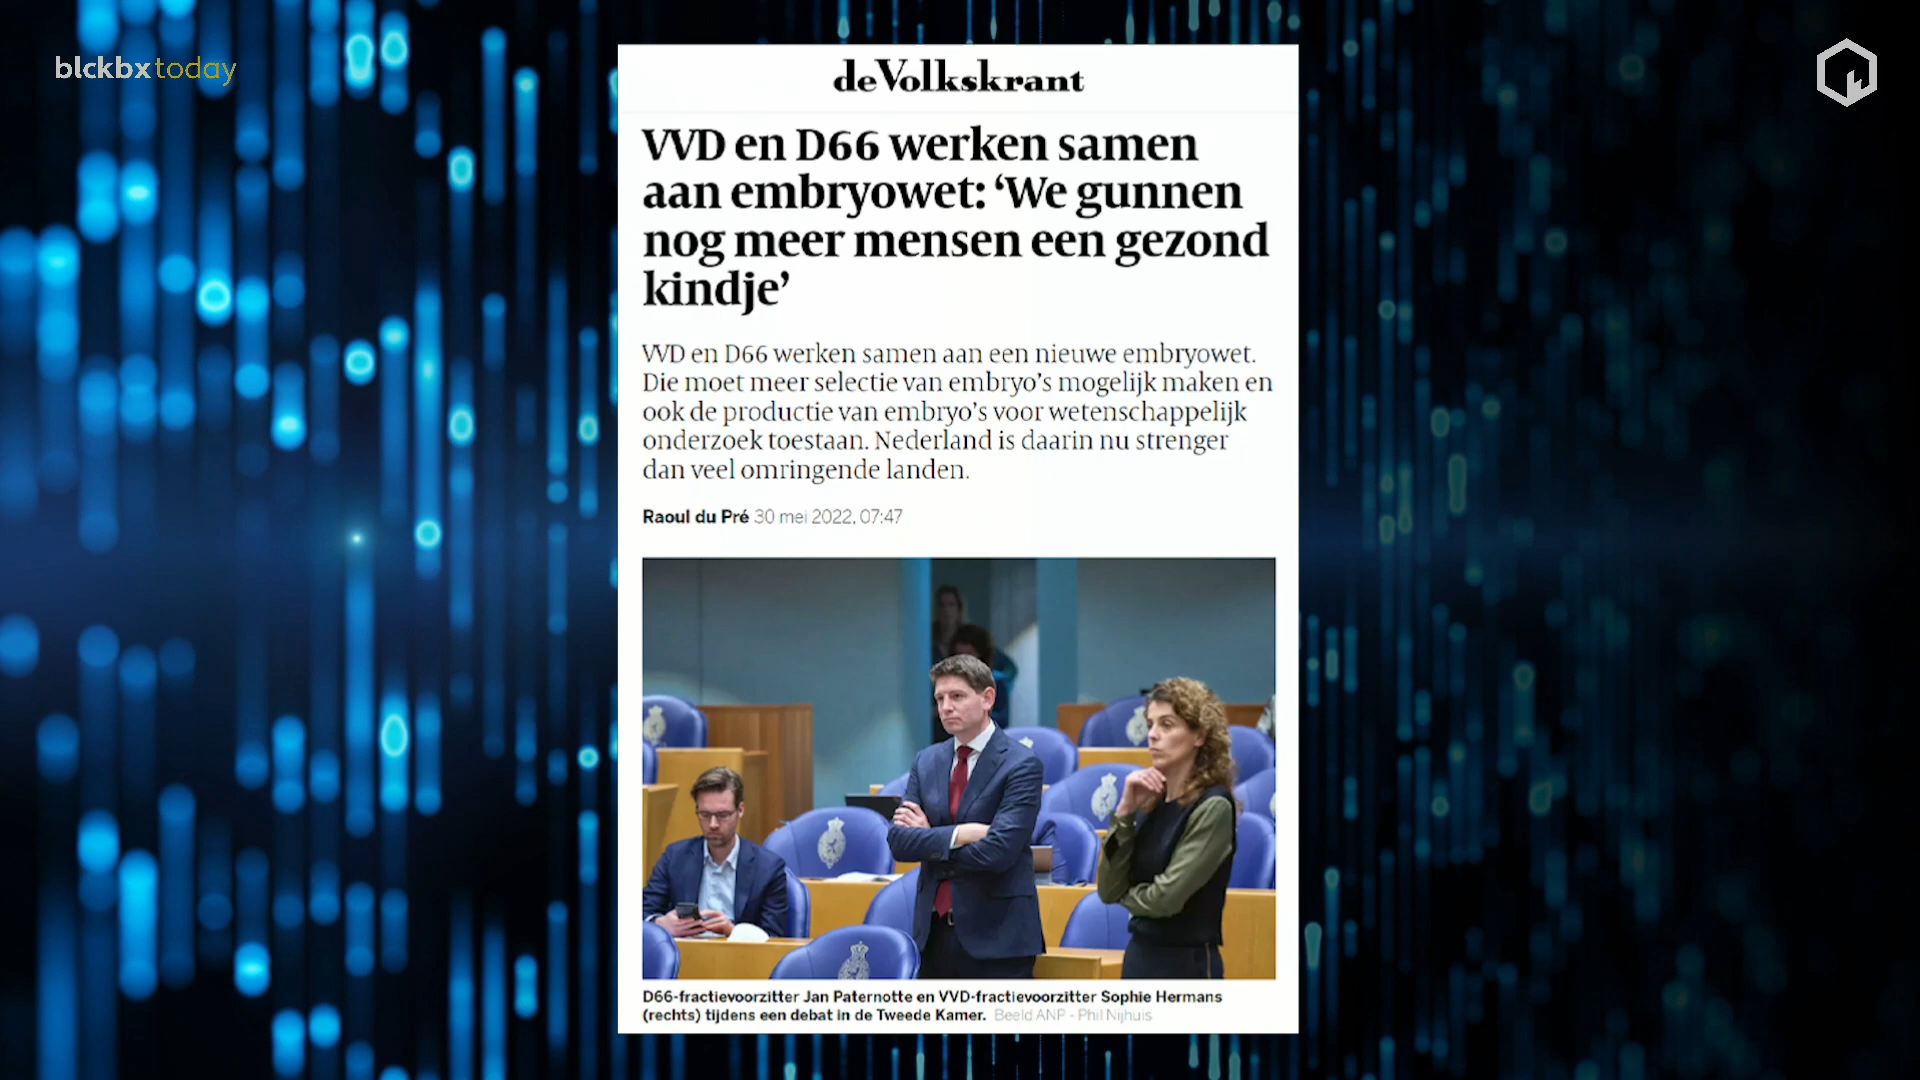 blckbxtoday
deVolkskrant
VVD en D66 werken samen
aan embryowet: ‘We gunnen
nog meer mensen een gezond
kindje’
VVD en D66 werken samen aan een nieuwe embryowet.
Die moet meer selectie van embryo’s mogelijk maken en
ook de productie van embryo’s voor wetenschappelijk
onderzoek toestaan. Nederland is daarin nu strenger
dan veel omringende landen.
Raoul du Pré 30 mei 2022, 07:47
D66-fractievoorzitter Jan Paternotte en VVD-fractievoorzitter Sophie Hermans
(rechts) tijdens een debat in de Tweede Kamer. Beeld ANP - Phil Nijhuis